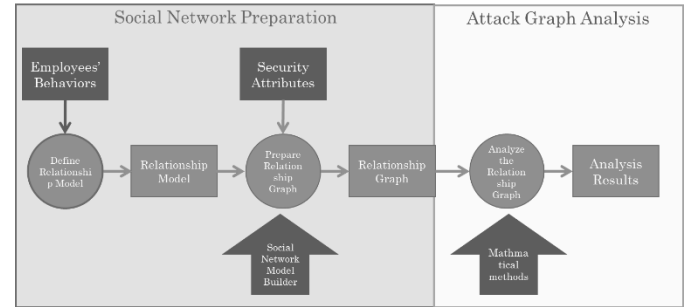 Social Network Preparation
Attack Graph Analysis
Employees'
Behaviors
Security
Attributes
Define
Relationshi
p Model
Relationship
Model
Prepare
Relation
ship
Graph
Relationship
Graph
Analyze
the
Relation
ship
Graph
Analysis
Results
Social
Network
Model
Builder
Mathma
tical
methods